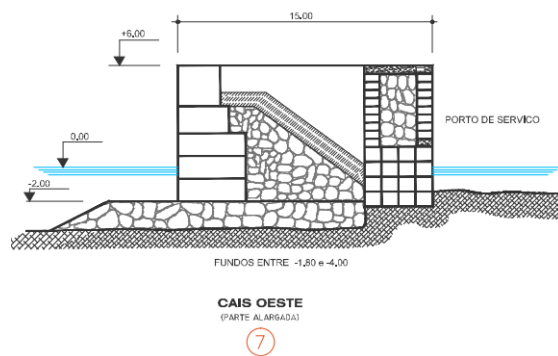 15.00
+6.00
PORTO DE SERVICO
0.00
-2.00
FUNDOS ENTRE -1,80 e -4,00
CAIS OESTE
(PARTE ALARGADA)
7